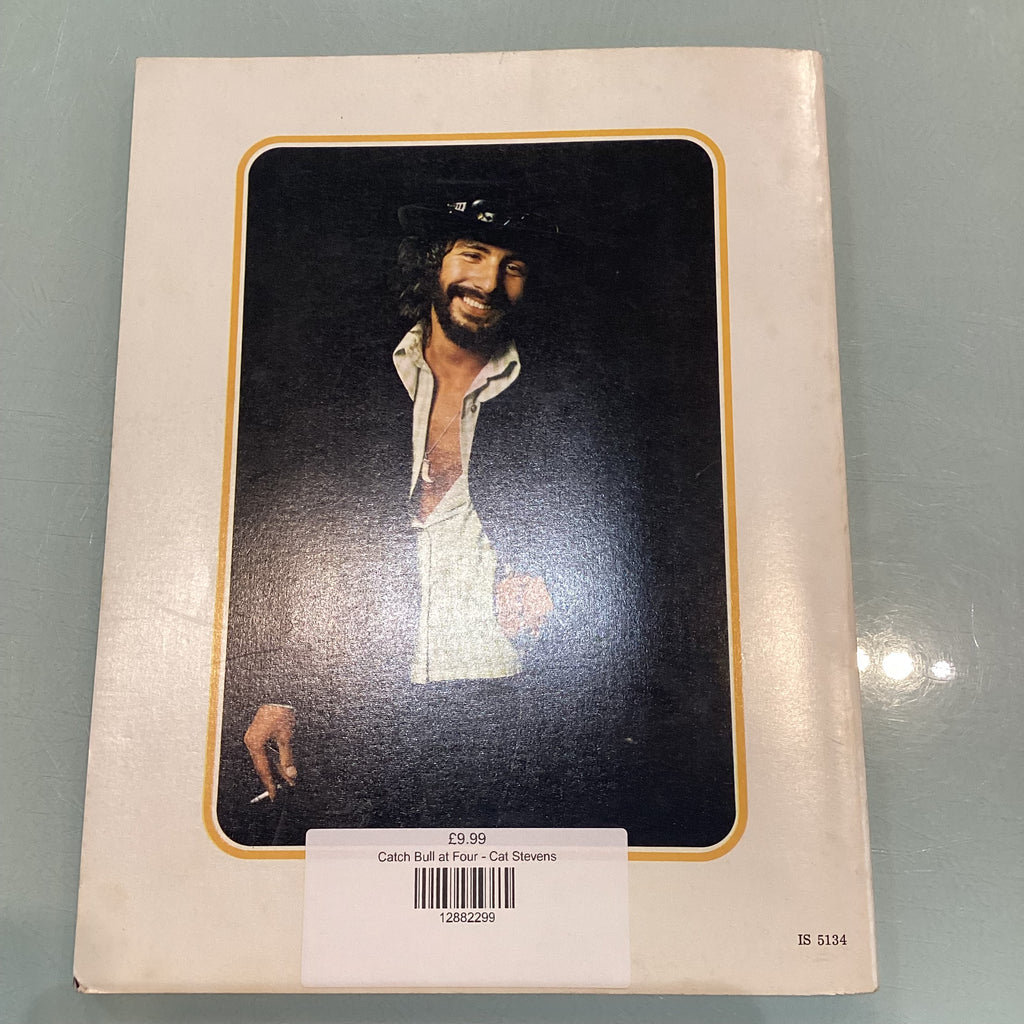 £9.99
Catch Bull at Four - Cat Stevens
12882299
IS 5134